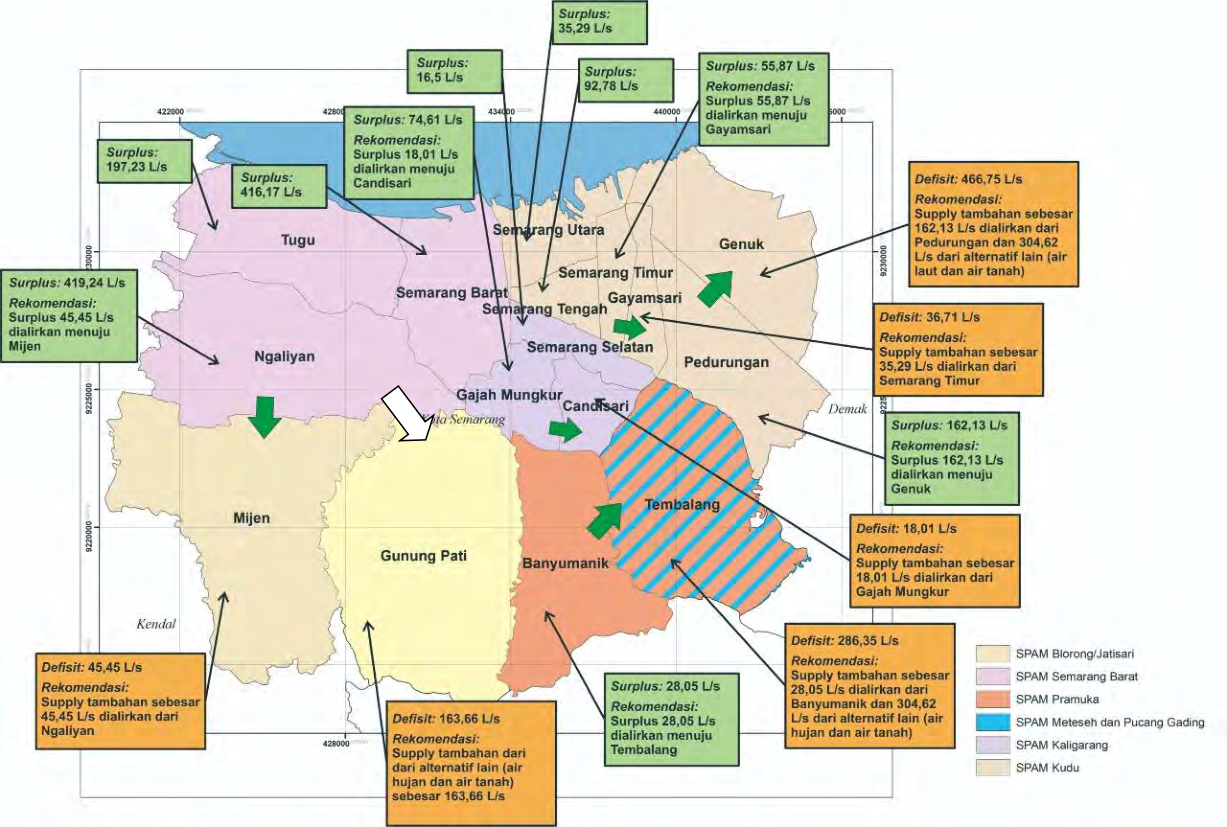 Surplus:
35,29 L/s
Surplus:
16,5 L/s
Surplus:
92,78 L/s
Surplus: 55,87 L/s
Rekomendasi:
Surplus 55,87 L/s
dialirkan menuju
Gayamsari
422000
428000
434000
440000
Surplus: 74,61 L/s
Rekomendasi:
Surplus 18,01 L/s
dialirkan menuju
Candisari
Surplus:
197,23 L/s
Surplus:
416,17 L/s
Defisit: 466,75 L/s
Rekomendasi:
Supply tambahan sebesar
162,13 L/s dialirkan dari
Pedurungan dan 304,62
L/s dari alternatif lain (air
laut dan air tanah)
Tugu
Semarang Utara
Genuk
9230000
Semarang Timur
Surplus: 419,24 L/s
Rekomendasi:
Surplus 45,45 L/s
dialirkan menuju
Mijen
Semarang Barat
Gayamsari
Semarang Tengah
Defisit: 36,71 L/s
Rekomendasi:
Supply tambahan sebesar
35,29 L/s dialirkan dari
Semarang Timur
Ngaliyan
Semarang Selatan
Pedurungan
Gajah Mungkur
Candisari
9225000
Demak
Semarang
Surplus: 162,13 L/s
Rekomendasi:
Surplus 162,13 L/s
dialirkan menuju
Genuk
Mijen
Tembalang
9220000
9220000
Gunung Pati
Banyumanik
Defisit: 18,01 L/s
Rekomendasi:
Supply tambahan sebesar
18,01 L/s dialirkan dari
Gajah Mungkur
Kendal
Defisit: 45,45 L/s
Rekomendasi:
Supply tambahan sebesar
45,45 L/s dialirkan dari
Ngaliyan
Defisit: 163,66 L/s
Rekomendasi:
Supply tambahan dari
dari alternatif lain (air
hujan dan air tanah)
sebesar 163,66 L/s
Surplus: 28,05 L/s
Rekomendasi:
Surplus 28,05 L/s
dialirkan menuju
Tembalang
Defisit: 286,35 L/s
Rekomendasi:
Supply tambahan sebesar
28,05 L/s dialirkan dari
Banyumanik dan 304,62
L/s dari alternatif lain (air
hujan dan air tanah)
428000
SPAM Blorong/Jatisari
SPAM Semarang Barat
SPAM Pramuka
SPAM Meteseh dan Pucang Gading
SPAM Kaligarang
SPAM Kudu